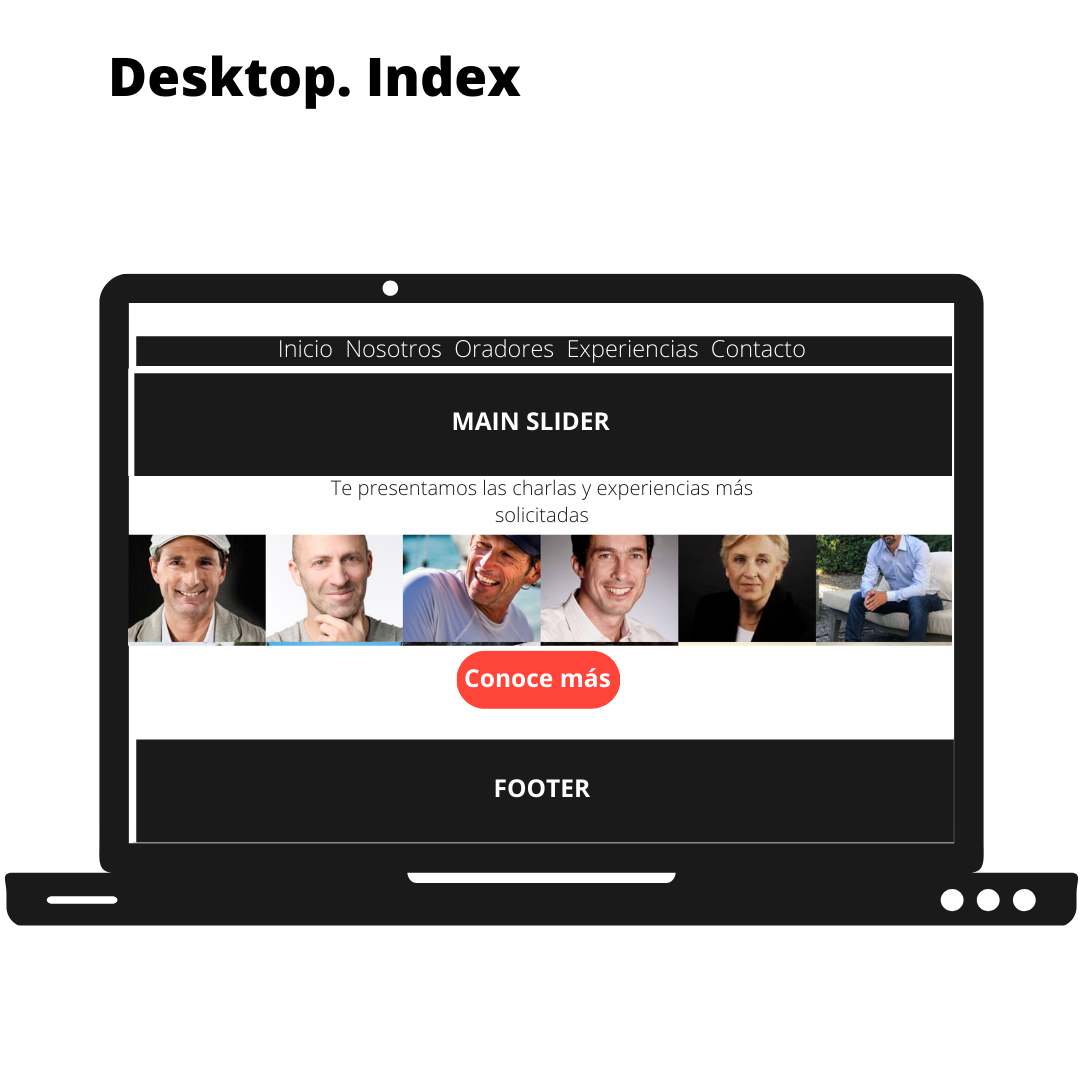 Desktop. Index
Inicio Nosotros Oradores Experiencias Contacto
MAIN SLIDER
Te presentamos las charlas y experiencias más
solicitadas
Conoce más
FOOTER